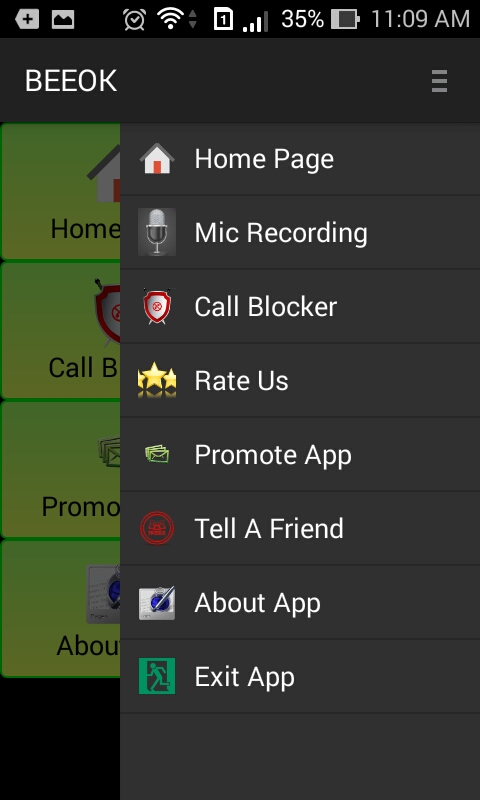 1 35% 11:09 AM
BEEOK
Home Page
Mic Recording
Call Blocker
Rate Us
Promote App
Tell A Friend
About App
Exit App
Home
Call B
Promo
Abou